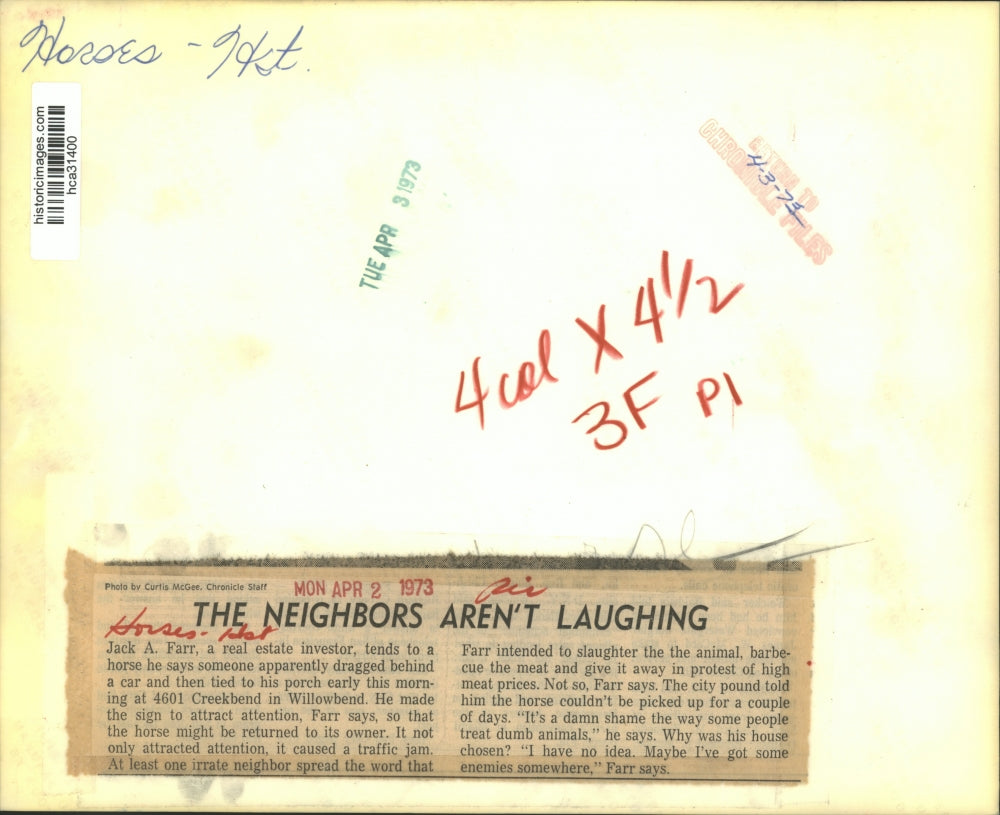 Horses - Hst.
historicimages.com
hca31400
TUE APR 3 1973
RETURN TO
CHRONICLE FILES
4-3-73
4 col X 4 1/2
3F P1
Photo by Curtis McGee, Chronicle Staff
MON APR 2 1973
pic
THE NEIGHBORS AREN'T LAUGHING
Horses - Hst
Jack A. Farr, a real estate investor, tends to a
horse he says someone apparently dragged behind
a car and then tied to his porch early this morn-
ing at 4601 Creekbend in Willowbend. He made
the sign to attract attention, Farr says, so that
the horse might be returned to its owner. It not
only attracted attention, it caused a traffic jam.
At least one irrate neighbor spread the word that
Farr intended to slaughter the the animal, barbe-
cue the meat and give it away in protest of high
meat prices. Not so, Farr says. The city pound told
him the horse couldn't be picked up for a couple
of days. “It's a damn shame the way some people
treat dumb animals,” he says. Why was his house
chosen? “I have no idea. Maybe I've got some
enemies somewhere,” Farr says.